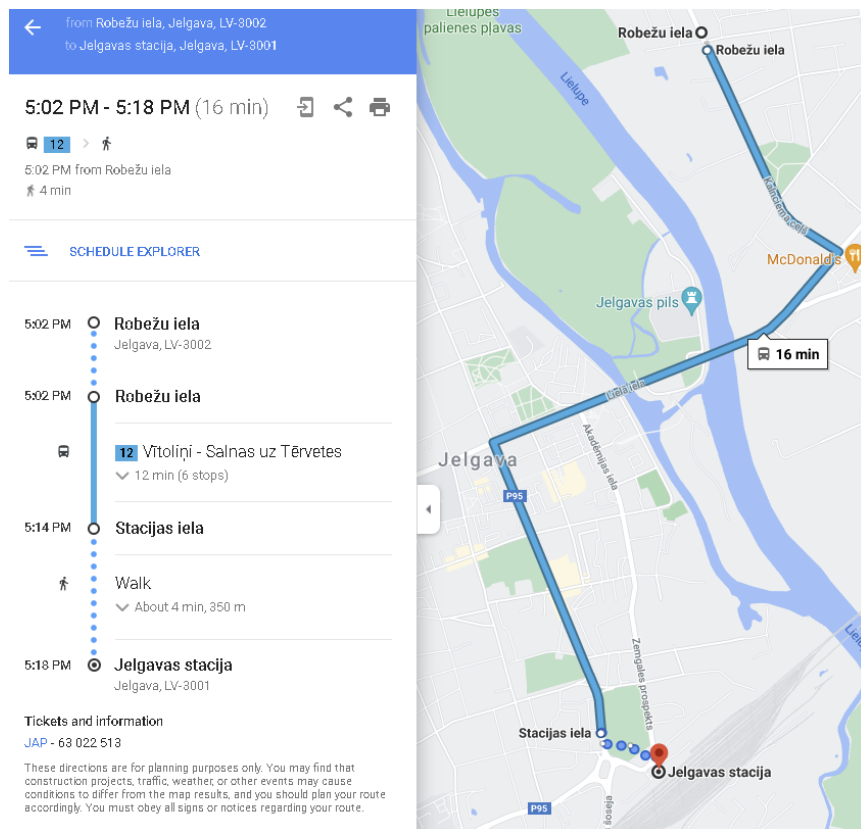 from Robežu iela, Jelgava, LV-3002
to Jelgavas stacija, Jelgava, LV-3001
5:02 PM - 5:18 PM (16 min)
12
5:02 PM from Robežu iela
4 min
SCHEDULE EXPLORER
5:02 PM Robežu iela
Jelgava, LV-3002
5:02 PM Robežu iela
12 Vītoliņi - Salnas uz Tērvetes
12 min (6 stops)
5:14 PM Stacijas iela
Walk
About 4 min, 350 m
5:18 PM Jelgavas stacija
Jelgava, LV-3001
Tickets and information
JAP - 63 022 513
These directions are for planning purposes only. You may find that
construction projects, traffic, weather, or other events may cause
conditions to differ from the map results, and you should plan your route
accordingly. You must obey all signs or notices regarding your route.
Lielupes
palienes pļavas
Robežu iela
Robežu iela
Lielupe
Kalnciema ceļš
McDonald's
Jelgavas pils
16 min
Lielā iela
Akadēmijas iela
Jelgava
P95
Zemgales prospekts
Stacijas iela
Jelgavas stacija
P95
šoseja